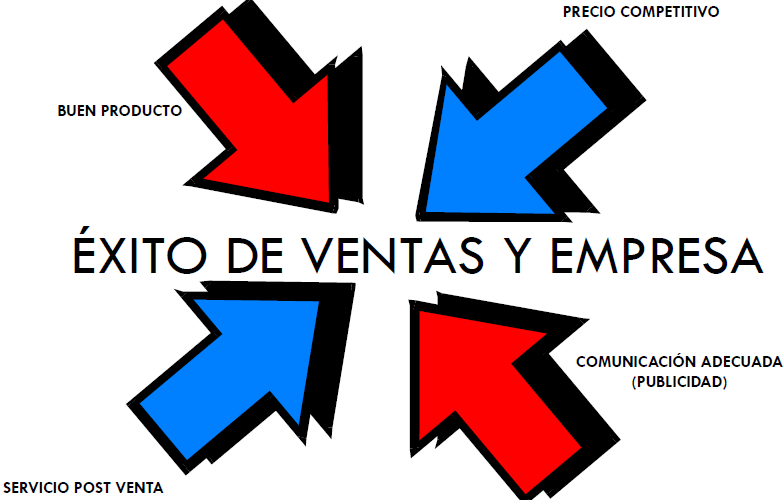 PRECIO COMPETITIVO
BUEN PRODUCTO
ÉXITO DE VENTAS Y EMPRESA
COMUNICACIÓN ADECUADA
(PUBLICIDAD)
SERVICIO POST VENTA